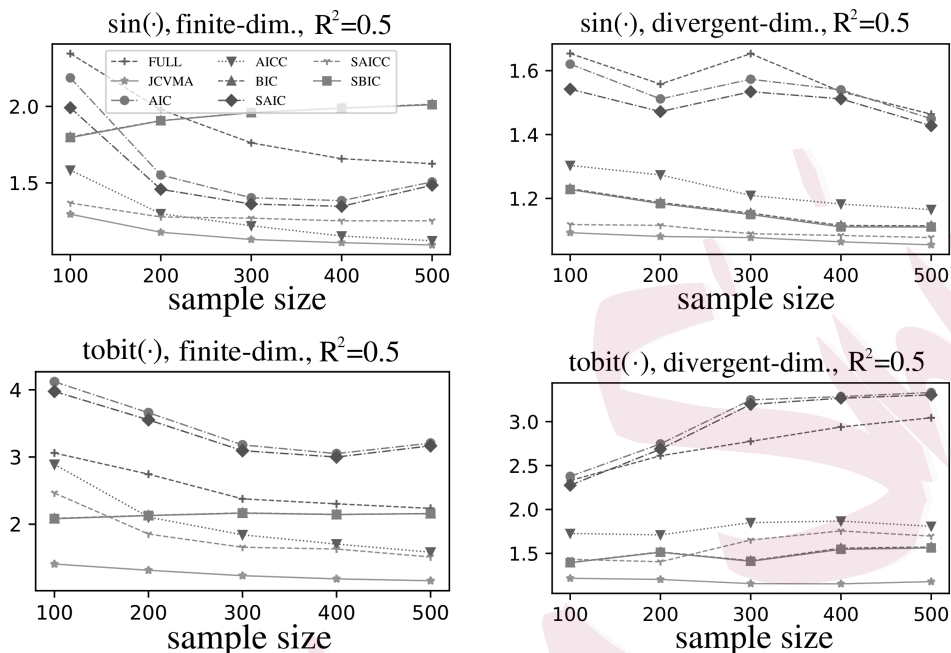 sin(·), finite-dim., R²=0.5
FULL AICC SAICC
JCVMA BIC SBIC
AIC SAIC
2.0
1.5
100 200 300 400 500
sample size
sin(·), divergent-dim., R²=0.5
1.6
1.4
1.2
100 200 300 400 500
sample size
tobit(·), finite-dim., R²=0.5
4
3
2
100 200 300 400 500
sample size
tobit(·), divergent-dim., R²=0.5
3.0
2.5
2.0
1.5
100 200 300 400 500
sample size